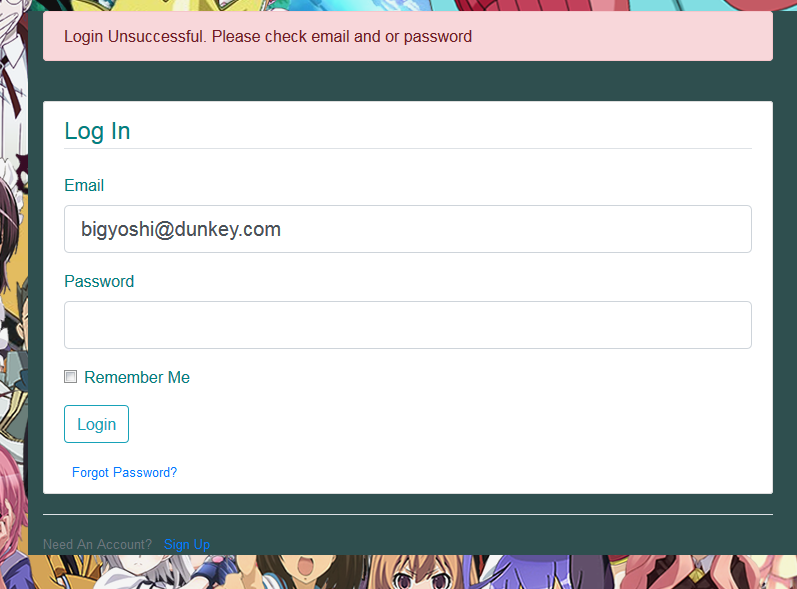 Login Unsuccessful. Please check email and or password
Log In
Email
bigyoshi@dunkey.com
Password
Remember Me
Login
Forgot Password?
Need An Account? Sign Up